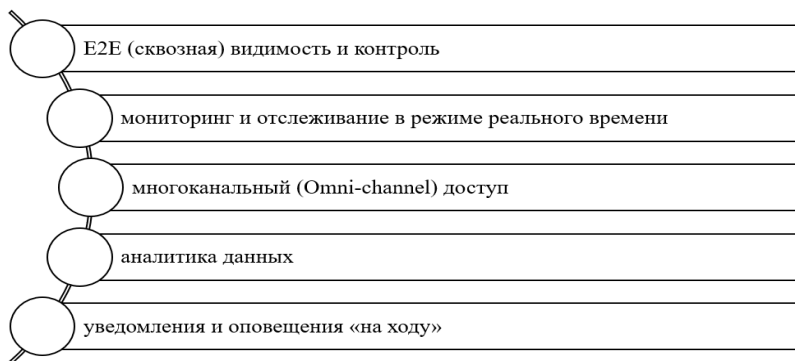 E2E (сквозная) видимость и контроль
мониторинг и отслеживание в режиме реального времени
многоканальный (Omni-channel) доступ
аналитика данных
уведомления и оповещения «на ходу»